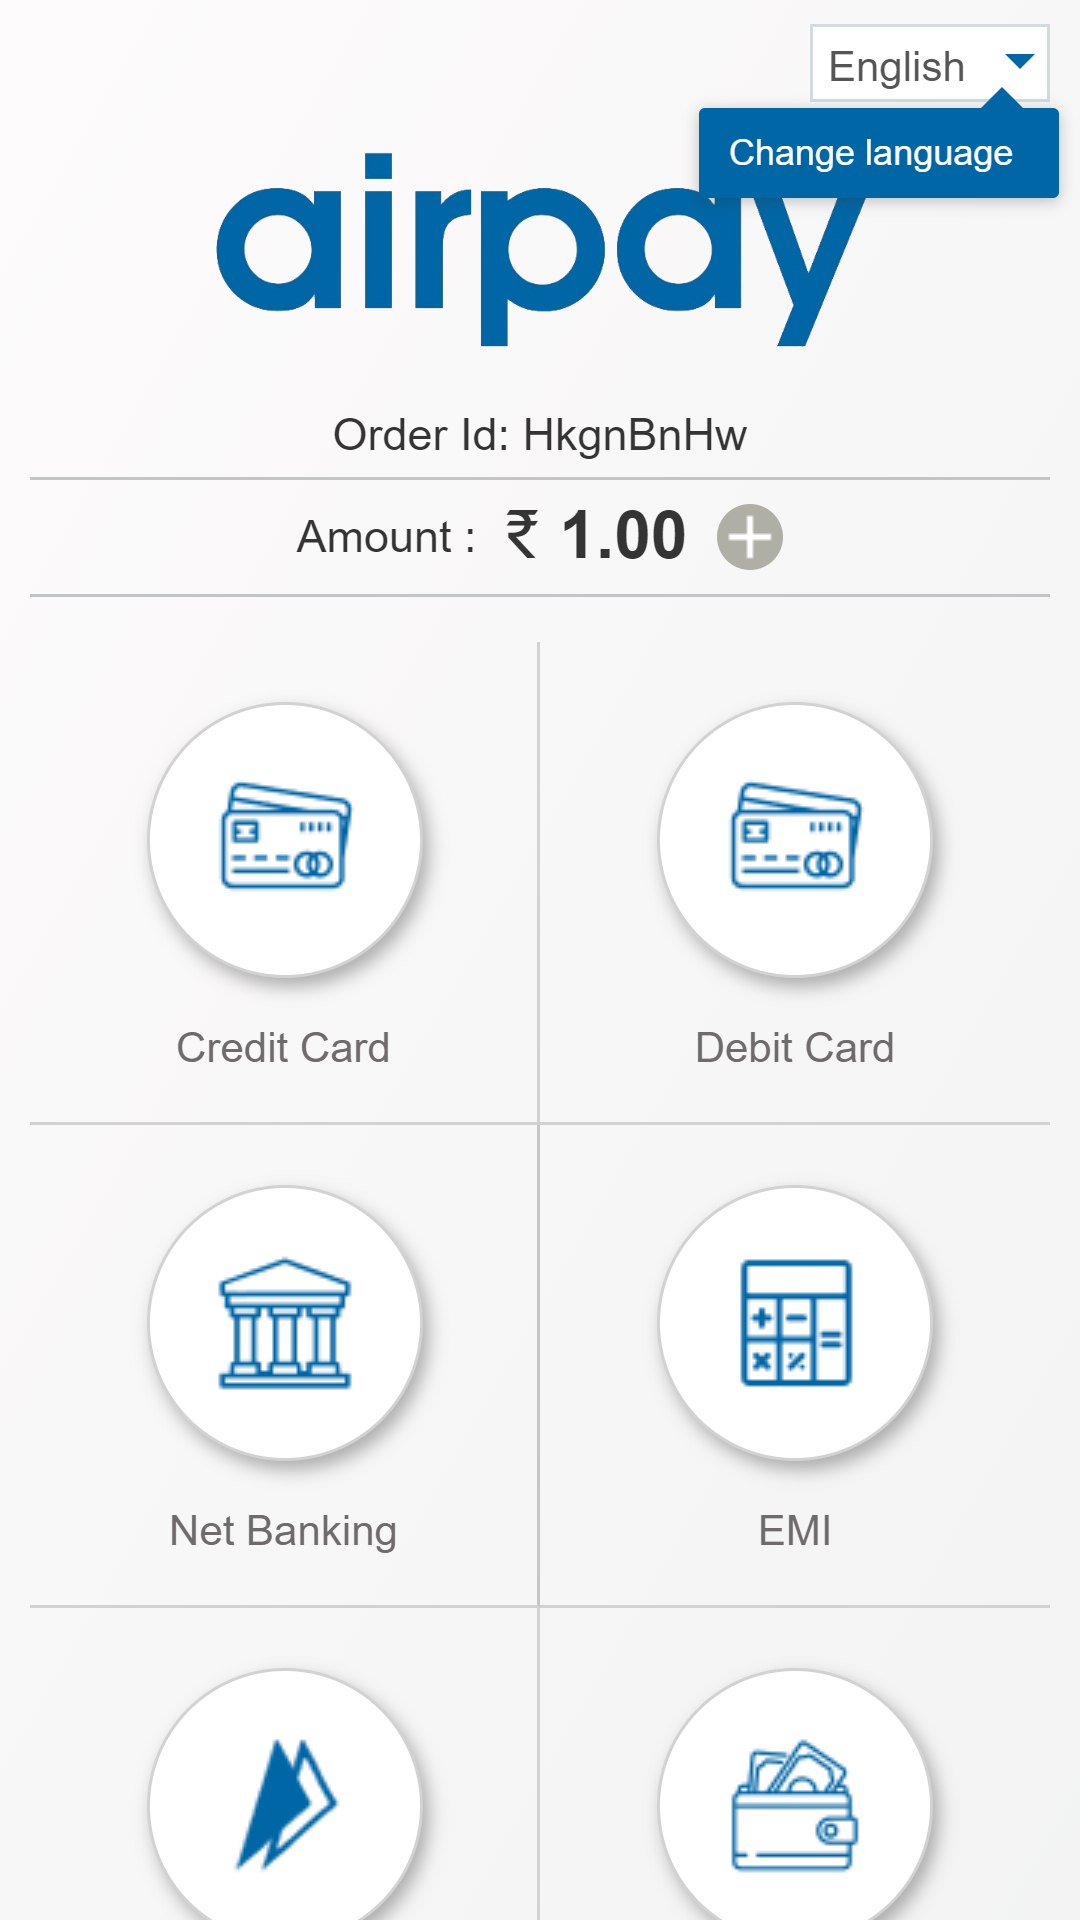 English
Change language
airpay
Order Id: HkgnBnHw
Amount : ₹ 1.00
Credit Card
Debit Card
Net Banking
EMI